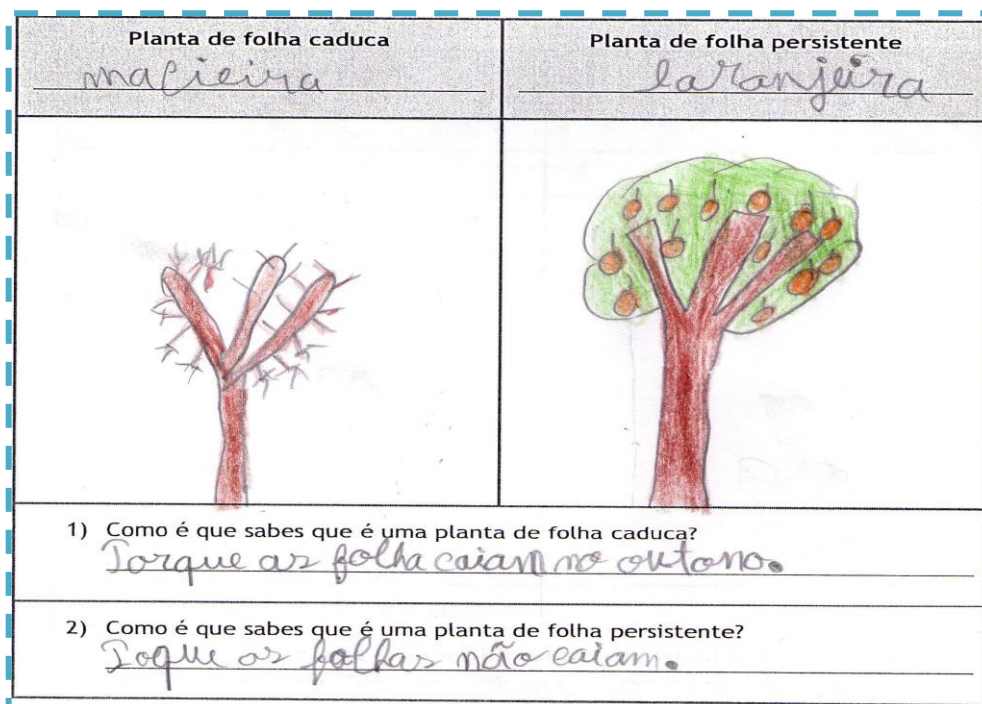 Planta de folha caduca
macieira
Planta de folha persistente
laranjeira
1) Como é que sabes que é uma planta de folha caduca?
Porque as folha caiam no outono.
2) Como é que sabes que é uma planta de folha persistente?
Poque as folhas não caiam.